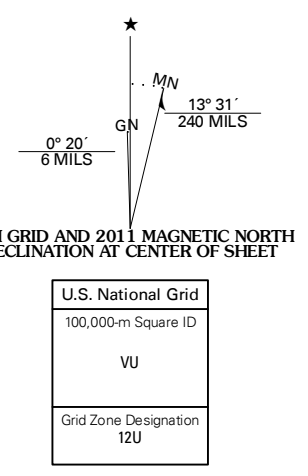 ★
MN
GN
13° 31´
240 MILS
0° 20´
6 MILS
GRID AND 2011 MAGNETIC NORTH
DECLINATION AT CENTER OF SHEET
U.S. National Grid
100,000-m Square ID
VU
Grid Zone Designation
12U